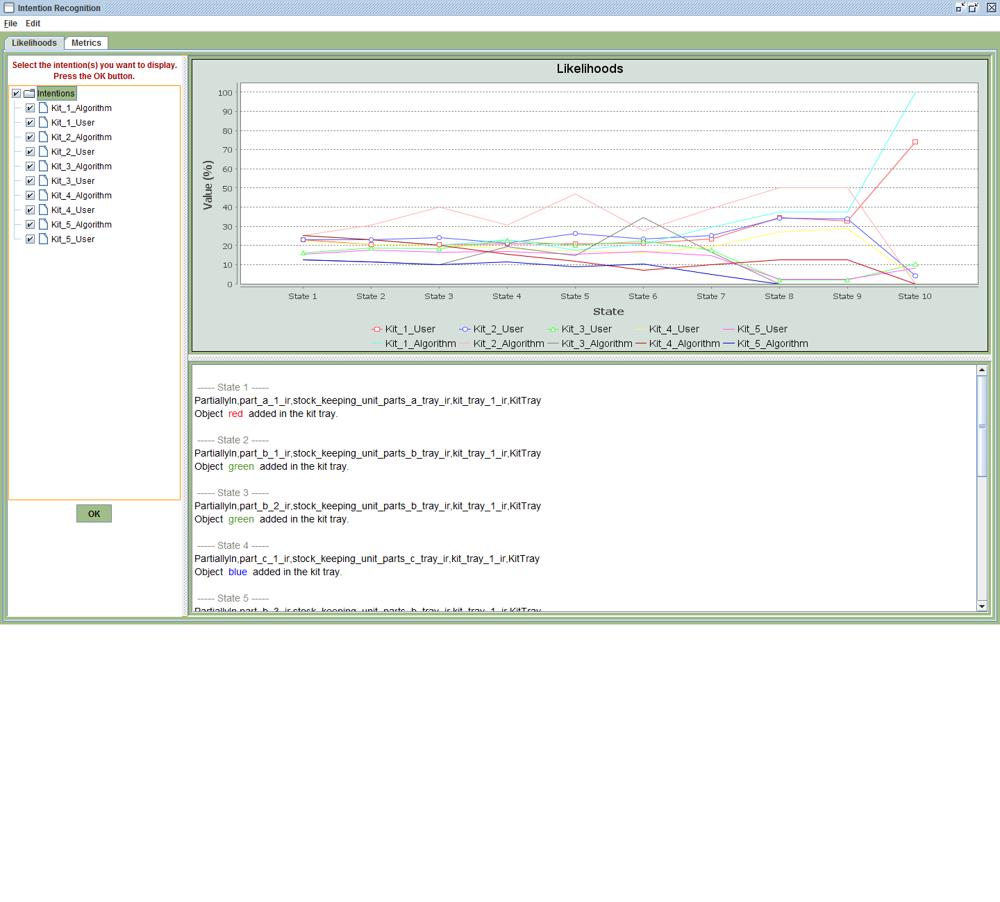 Intention Recognition
File Edit
Likelihoods Metrics
Select the intention(s) you want to display.
Press the OK button.
Intentions
Kit_1_Algorithm
Kit_1_User
Kit_2_Algorithm
Kit_2_User
Kit_3_Algorithm
Kit_3_User
Kit_4_Algorithm
Kit_4_User
Kit_5_Algorithm
Kit_5_User
OK
Likelihoods
Value (%)
100
90
80
70
60
50
40
30
20
10
0
State 1 State 2 State 3 State 4 State 5 State 6 State 7 State 8 State 9 State 10
State
Kit_1_User Kit_2_User Kit_3_User Kit_4_User Kit_5_User
Kit_1_Algorithm Kit_2_Algorithm Kit_3_Algorithm Kit_4_Algorithm Kit_5_Algorithm
----- State 1 -----
PartiallyIn,part_a_1_ir,stock_keeping_unit_parts_a_tray_ir,kit_tray_1_ir,KitTray
Object red added in the kit tray.
----- State 2 -----
PartiallyIn,part_b_1_ir,stock_keeping_unit_parts_b_tray_ir,kit_tray_1_ir,KitTray
Object green added in the kit tray.
----- State 3 -----
PartiallyIn,part_b_2_ir,stock_keeping_unit_parts_b_tray_ir,kit_tray_1_ir,KitTray
Object green added in the kit tray.
----- State 4 -----
PartiallyIn,part_c_1_ir,stock_keeping_unit_parts_c_tray_ir,kit_tray_1_ir,KitTray
Object blue added in the kit tray.
----- State 5 -----
PartiallyIn,part_b_3_ir,stock_keeping_unit_parts_b_tray_ir,kit_tray_1_ir,KitTray